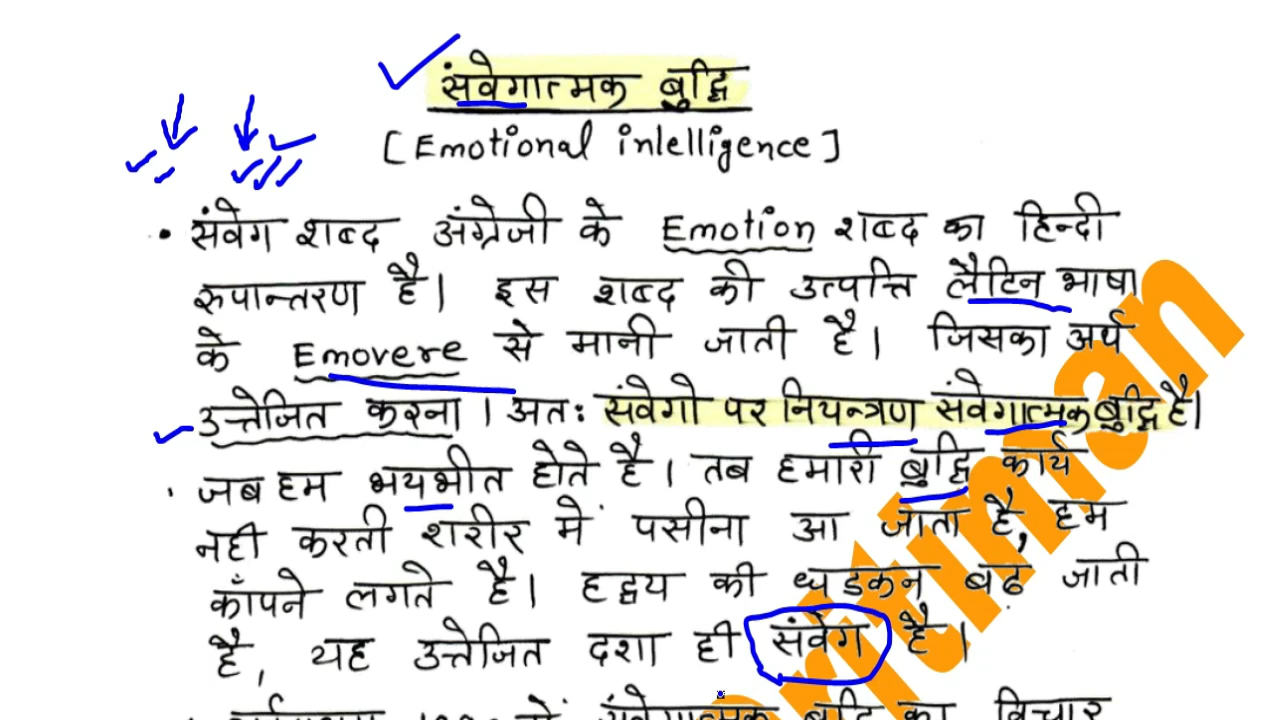 संवेगात्मक बुद्धि
[Emotional intelligence]
• संवेग शब्द अंग्रेजी के Emotion शब्द का हिन्दी
रुपान्तरण है। इस शब्द की उत्पत्ति लैटिन भाषा
के Emovere से मानी जाती है। जिसका अर्थ
उत्तेजित करना। अतः संवेगो पर नियन्त्रण संवेगात्मक बुद्धि है।
जब हम भयभीत होते है। तब हमारी बुद्धि कार्य
नही करती शरीर में पसीना आ जाता है, हम
काँपने लगते है। हृदय की धडकन बढ़ जाती
है, यह उत्तेजित दशा ही संवेग है।
में संवेगात्मक बुद्धि का विचार